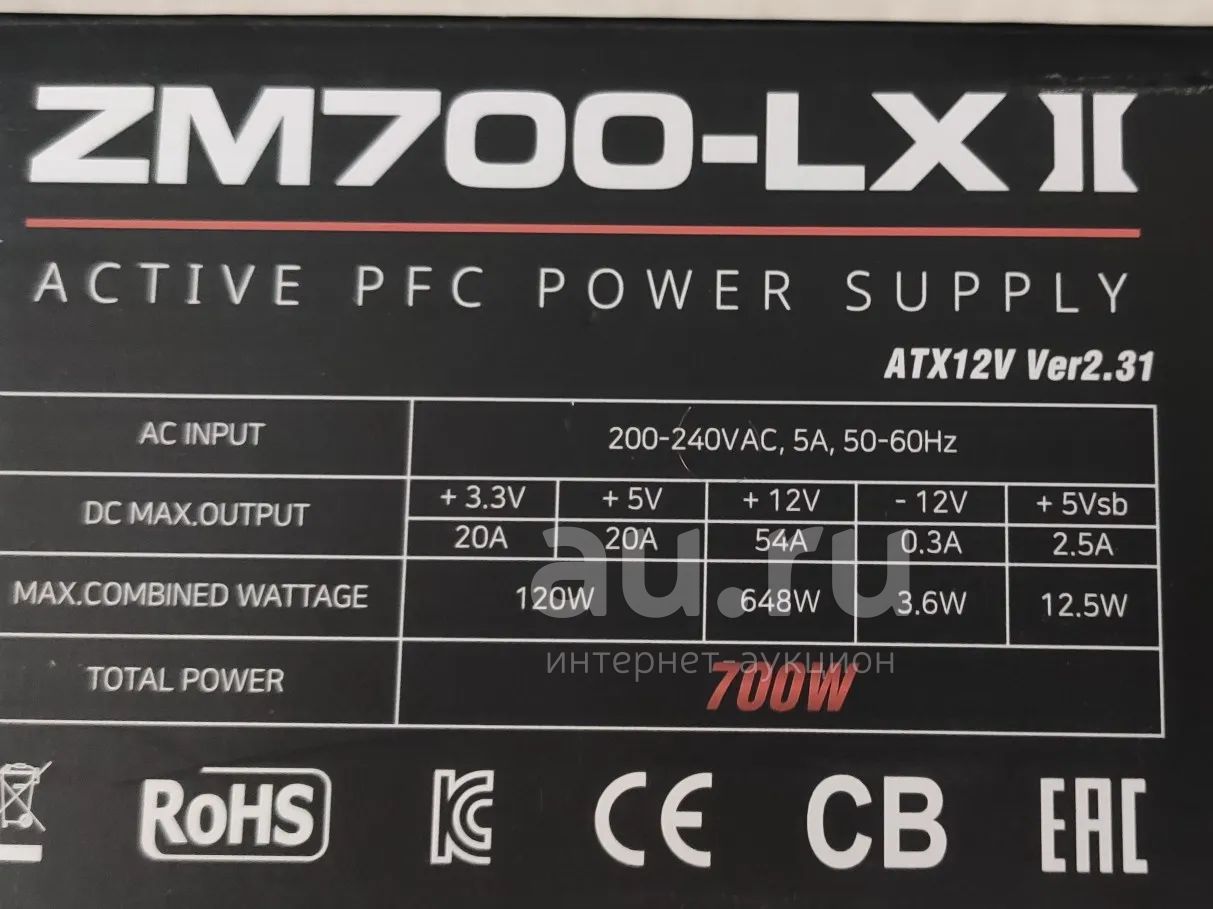 ZM700-LX II
ACTIVE PFC POWER SUPPLY
ATX12V Ver2.31
AC INPUT 200-240VAC, 5A, 50-60Hz
DC MAX.OUTPUT +3.3V +5V +12V -12V +5Vsb
20A 20A 54A 0.3A 2.5A
MAX.COMBINED WATTAGE 120W 648W 3.6W 12.5W
TOTAL POWER 700W
au.ru
интернет аукцион
RoHS CE CB EAC